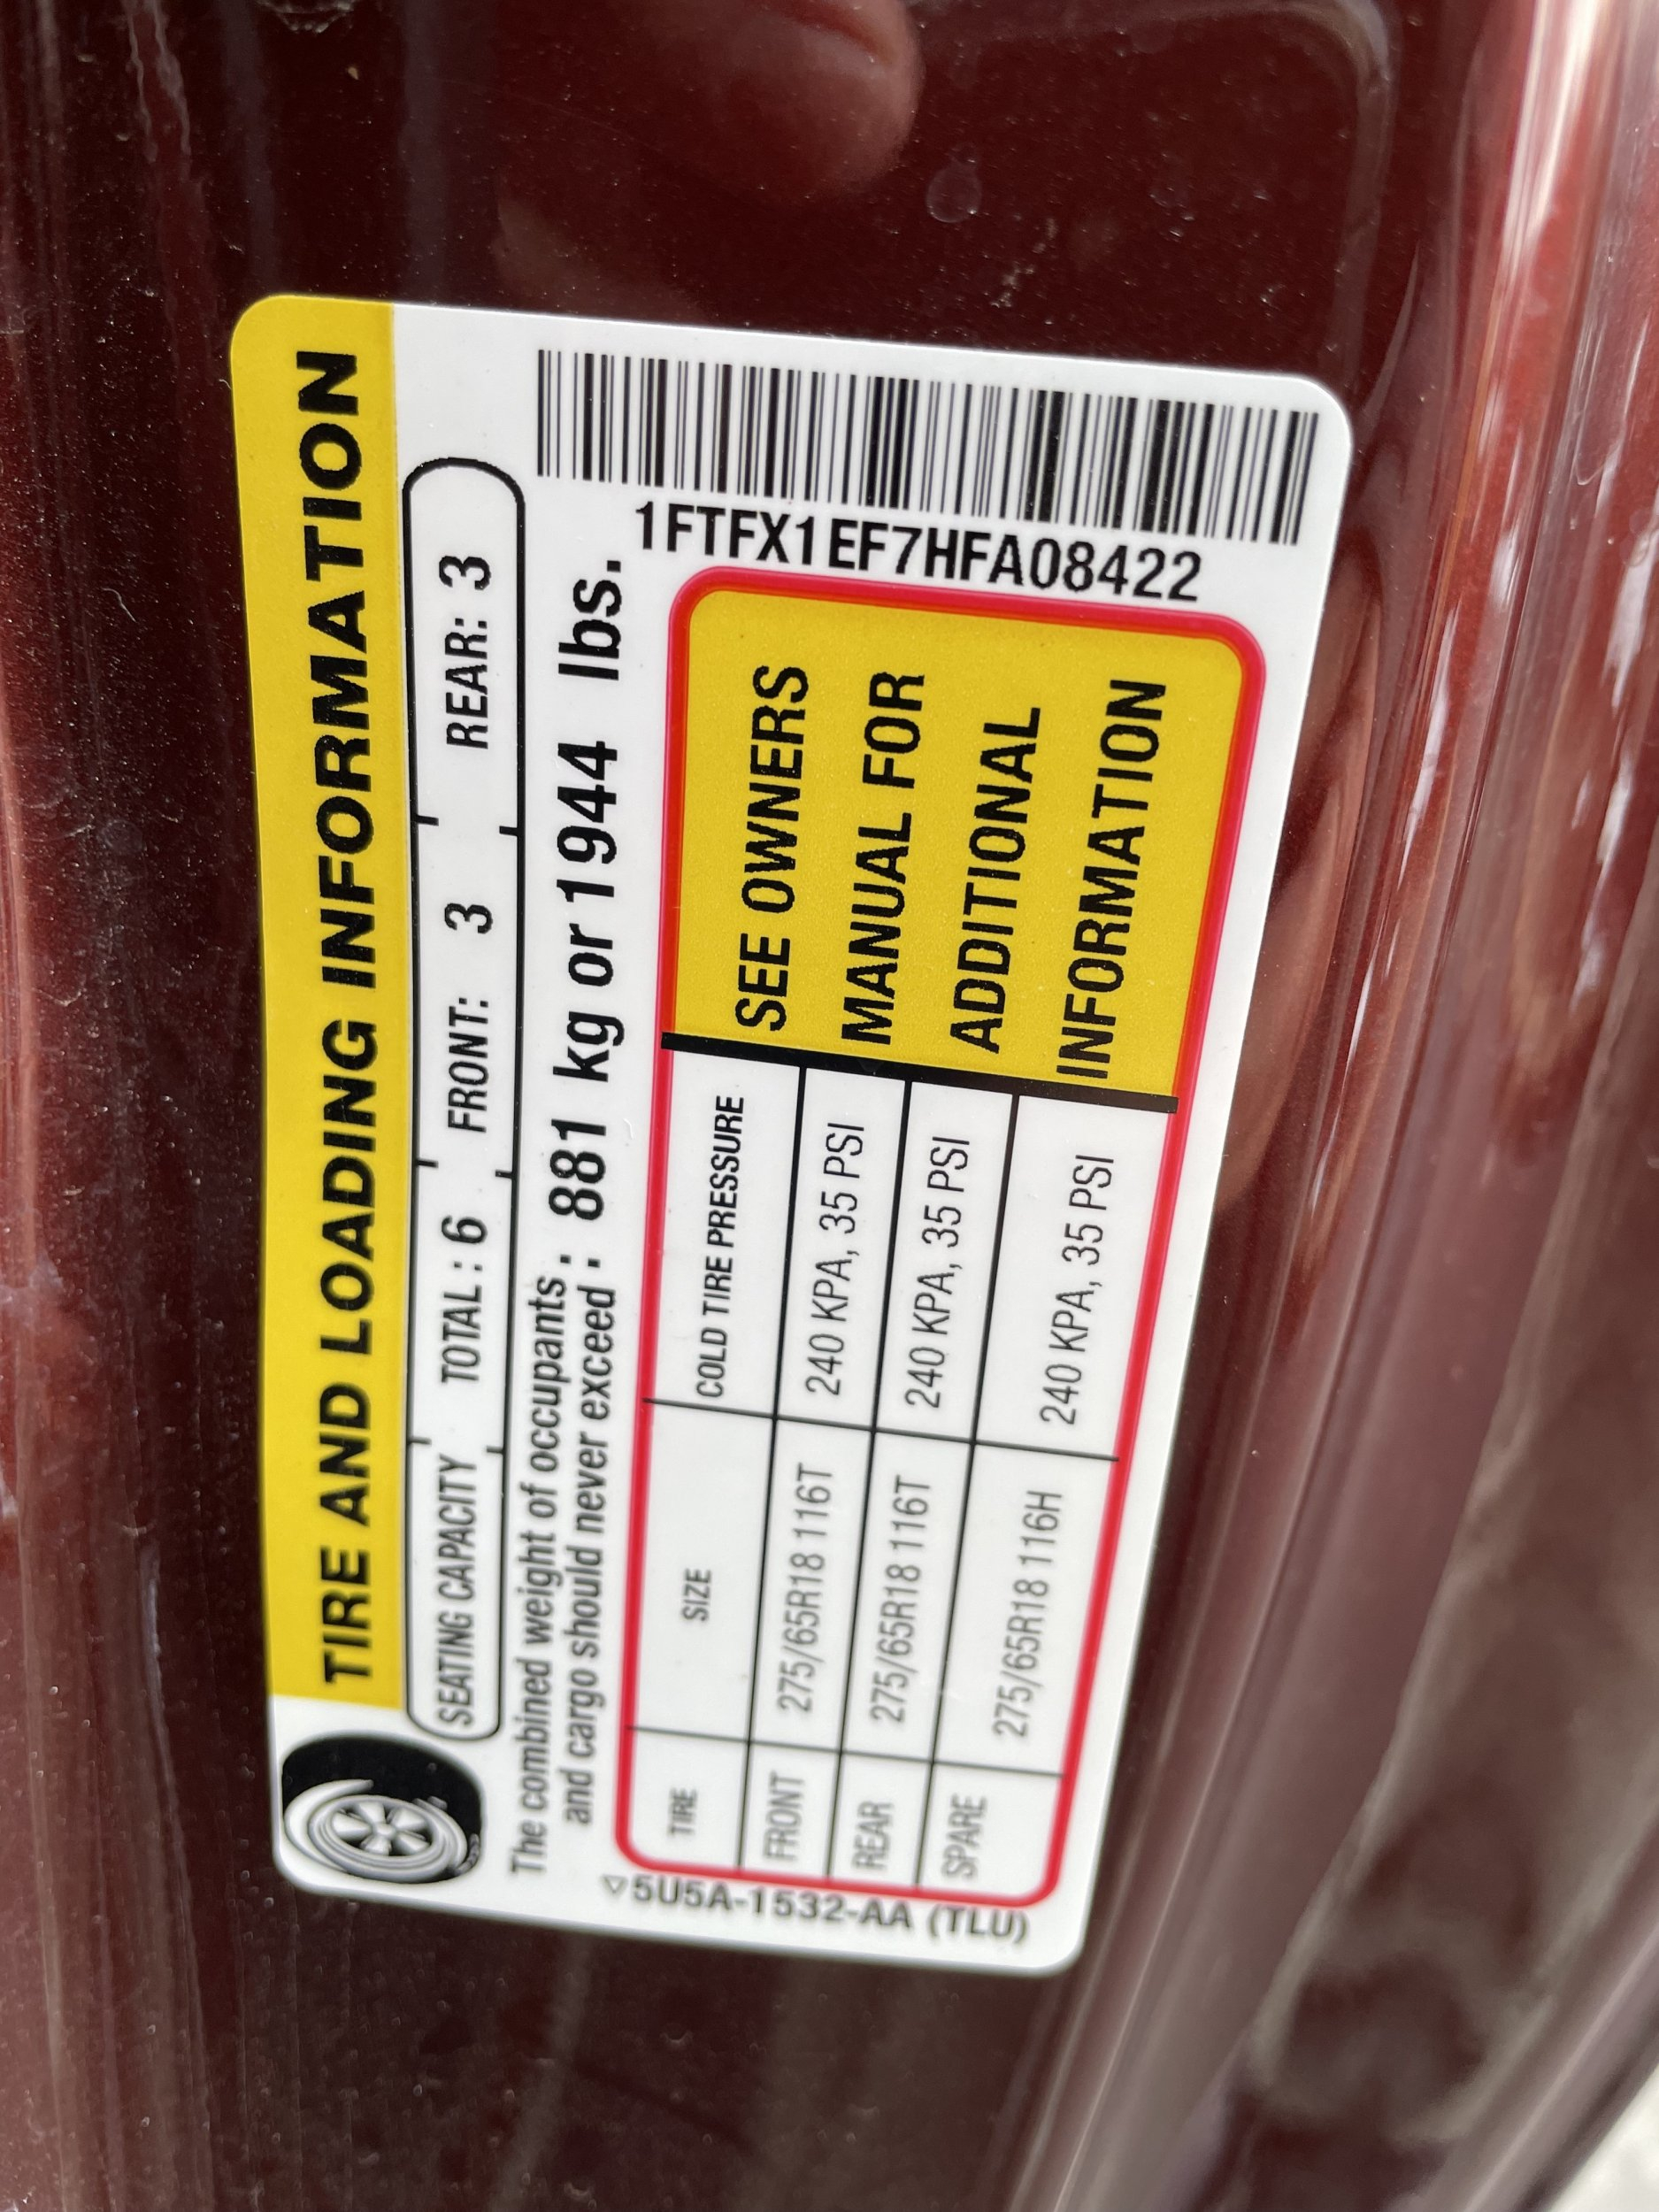 TIRE AND LOADING INFORMATION
SEATING CAPACITY TOTAL : 6 FRONT: 3 REAR: 3
The combined weight of occupants :
and cargo should never exceed : 881 kg or 1944 lbs.
1FTFX1EF7HFA08422
TIRE SIZE COLD TIRE PRESSURE
FRONT 275/65R18 116T 240 KPA, 35 PSI
REAR 275/65R18 116T 240 KPA, 35 PSI
SPARE 275/65R18 116H 240 KPA, 35 PSI
SEE OWNERS
MANUAL FOR
ADDITIONAL
INFORMATION
▽5U5A-1532-AA (TLU)